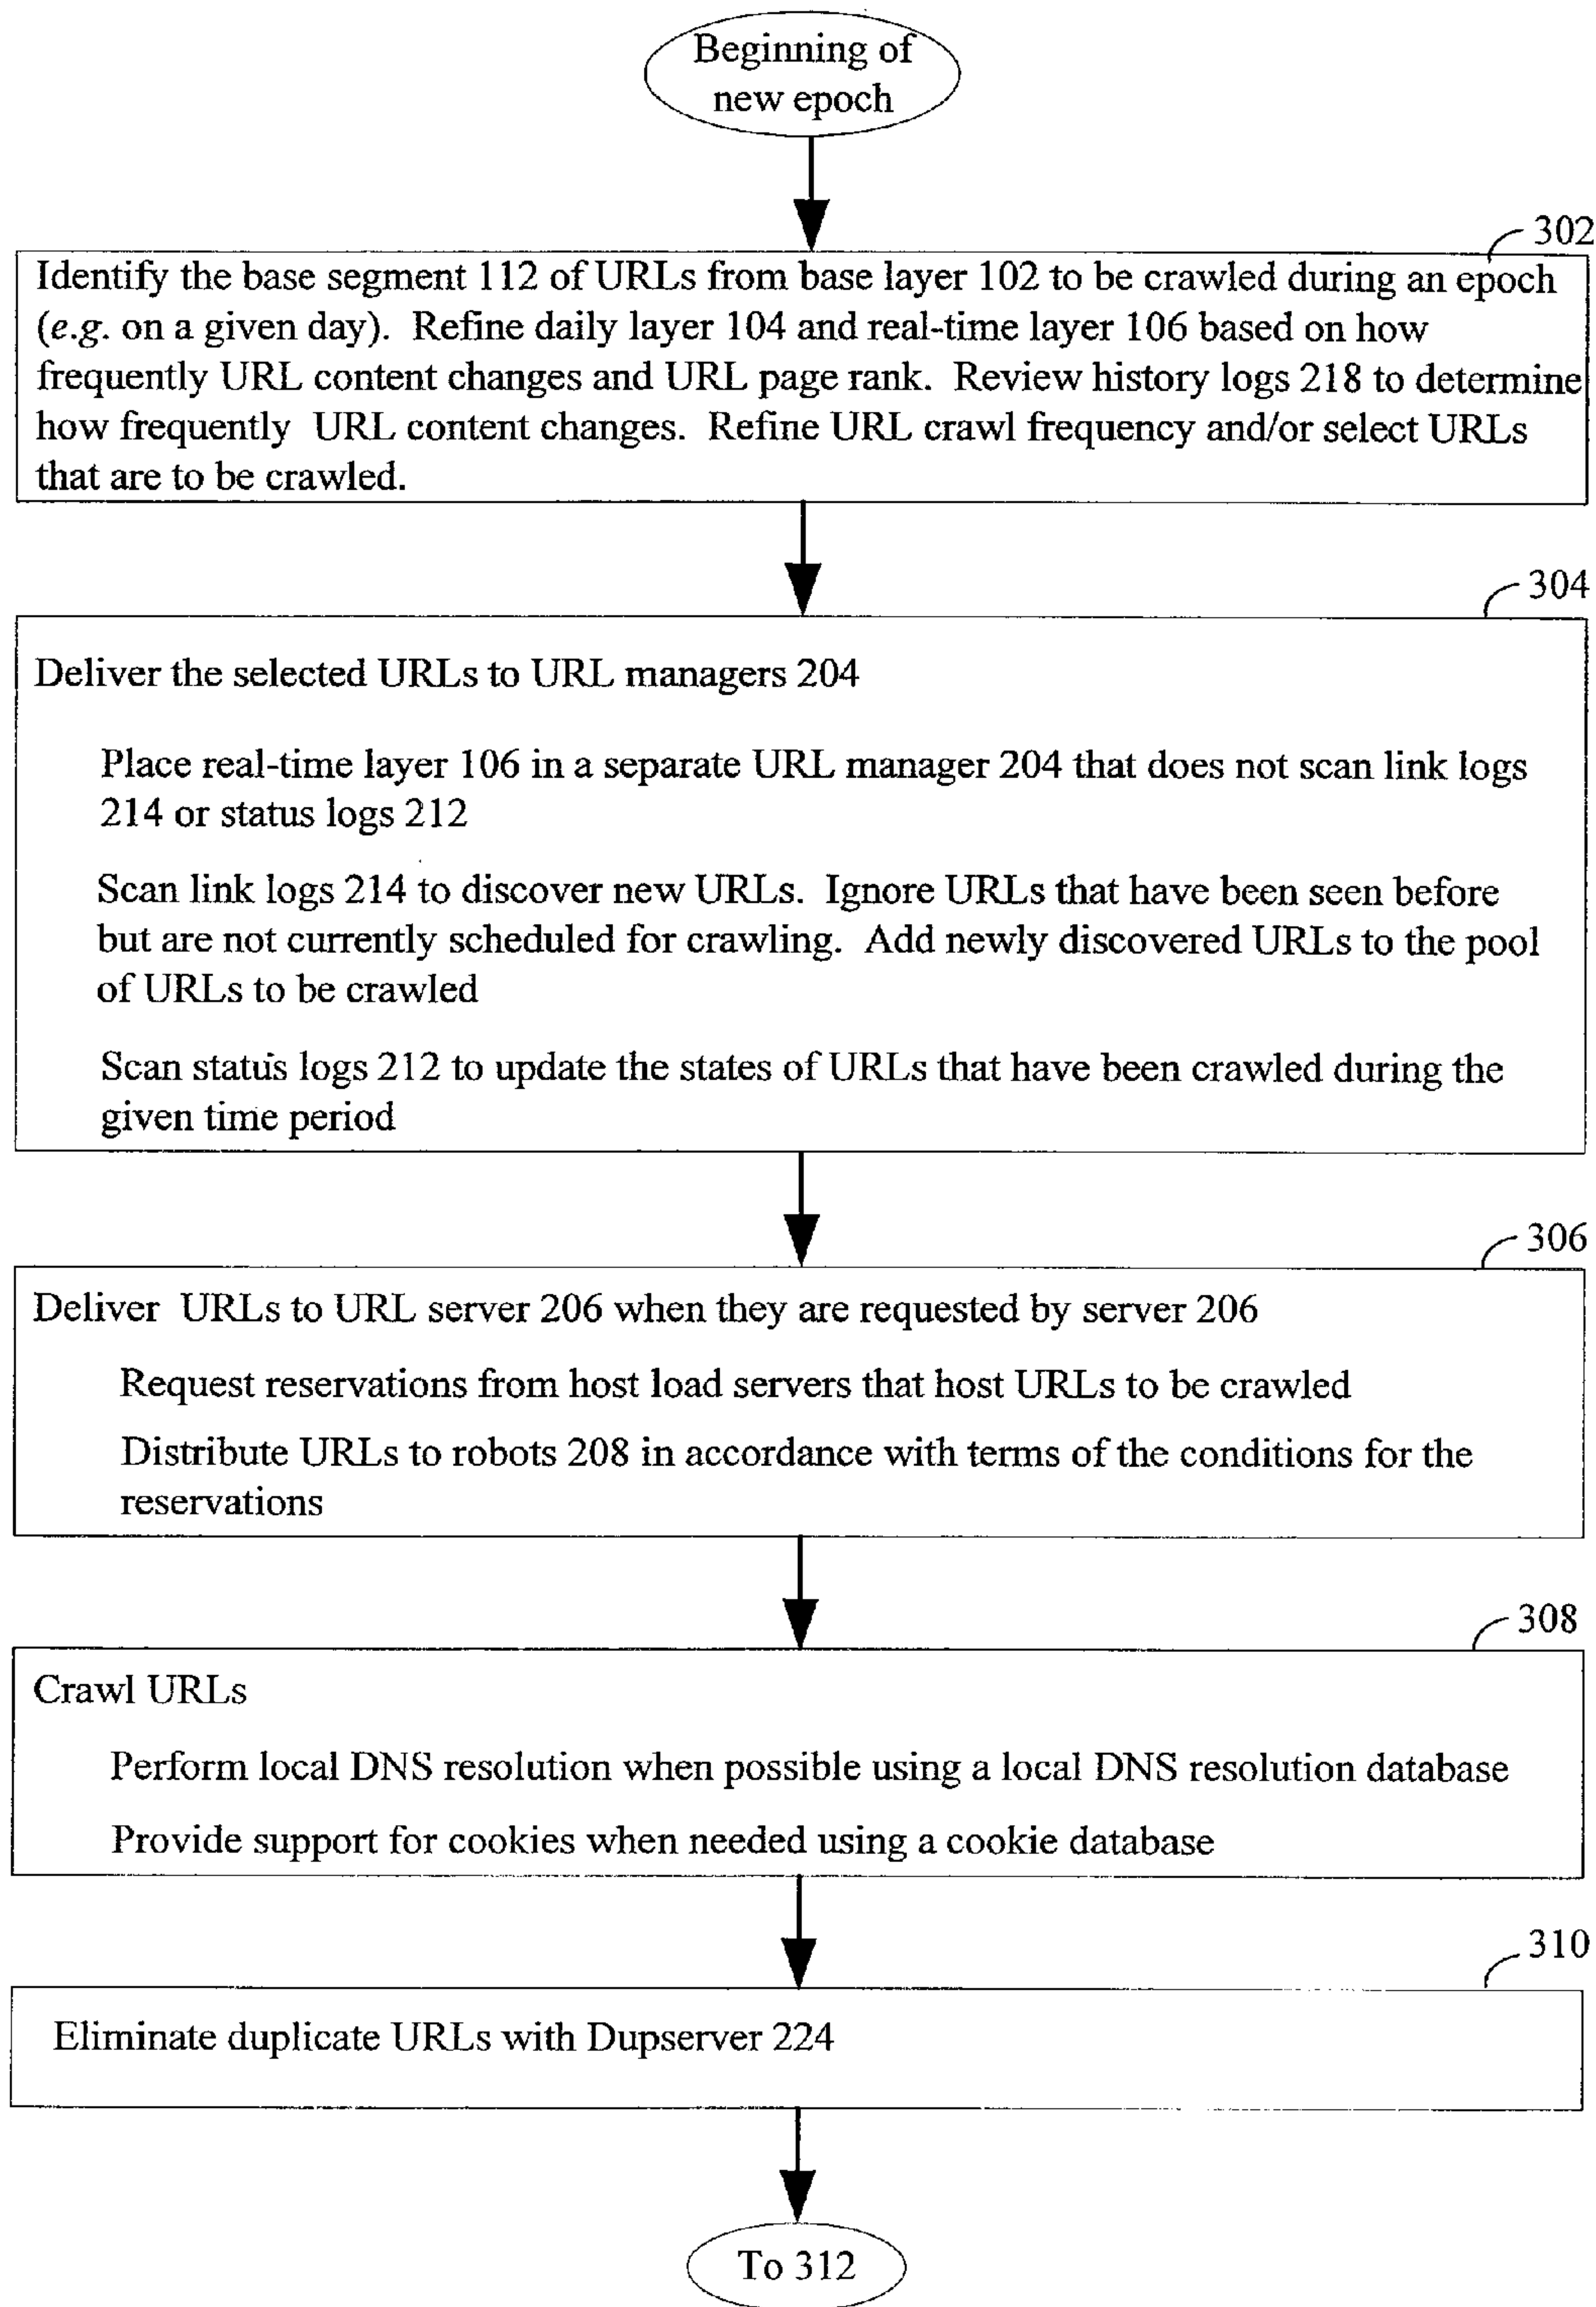 Beginning of
new epoch
302
Identify the base segment 112 of URLs from base layer 102 to be crawled during an epoch
(e.g. on a given day).  Refine daily layer 104 and real-time layer 106 based on how
frequently URL content changes and URL page rank.  Review history logs 218 to determine
how frequently  URL content changes.  Refine URL crawl frequency and/or select URLs
that are to be crawled.
304
Deliver the selected URLs to URL managers 204
Place real-time layer 106 in a separate URL manager 204 that does not scan link logs
214 or status logs 212
Scan link logs 214 to discover new URLs.  Ignore URLs that have been seen before
but are not currently scheduled for crawling.  Add newly discovered URLs to the pool
of URLs to be crawled
Scan status logs 212 to update the states of URLs that have been crawled during the
given time period
306
Deliver  URLs to URL server 206 when they are requested by server 206
Request reservations from host load servers that host URLs to be crawled
Distribute URLs to robots 208 in accordance with terms of the conditions for the
reservations
308
Crawl URLs
Perform local DNS resolution when possible using a local DNS resolution database
Provide support for cookies when needed using a cookie database
310
Eliminate duplicate URLs with Dupserver 224
To 312